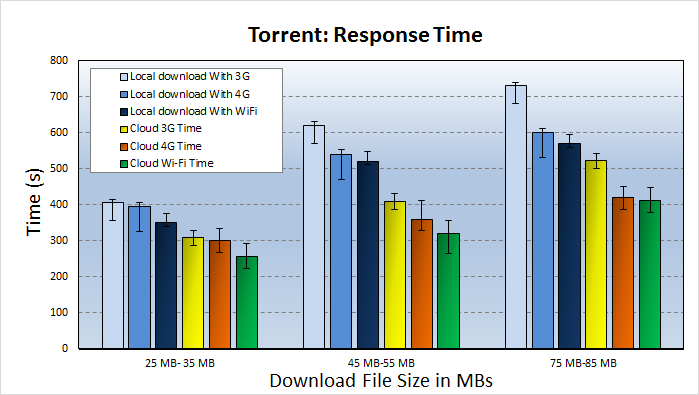 Torrent: Response Time
800
700
600
500
400
300
200
100
0
Time (s)
Local download With 3G
Local download With 4G
Local download With WiFi
Cloud 3G Time
Cloud 4G Time
Cloud Wi-Fi Time
25 MB- 35 MB
45 MB-55 MB
75 MB-85 MB
Download File Size in MBs